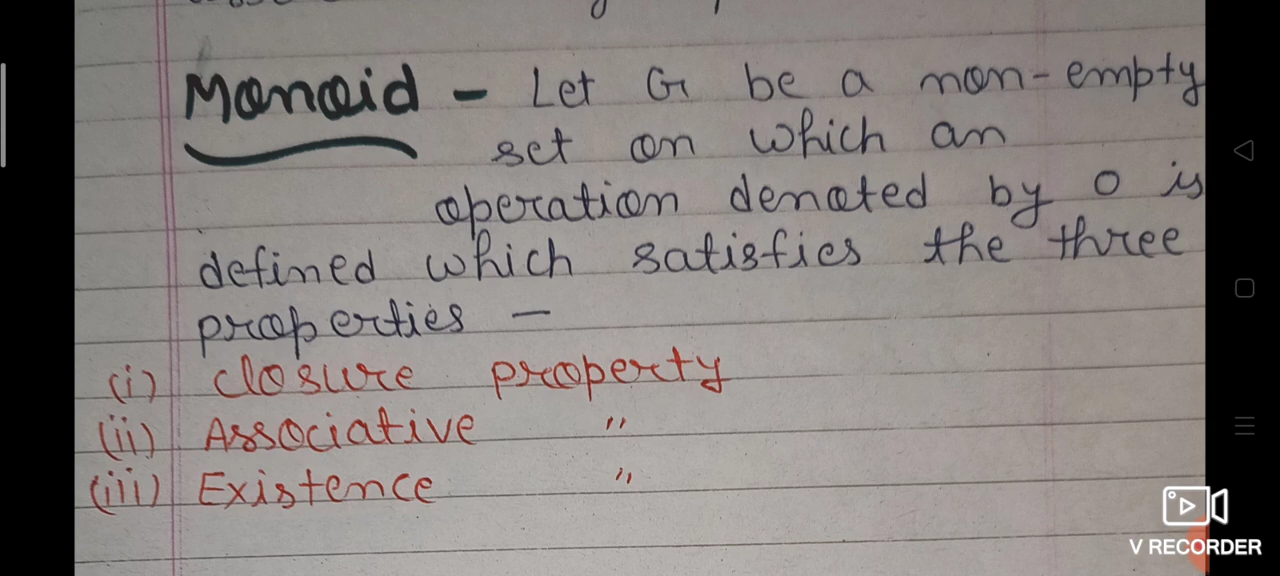 Monoid - Let G be a non-empty
set on which an
operation denoted by o is
defined which satisfies the three
properties -
(i) closure property
(ii) Associative "
(iii) Existence "
V RECORDER